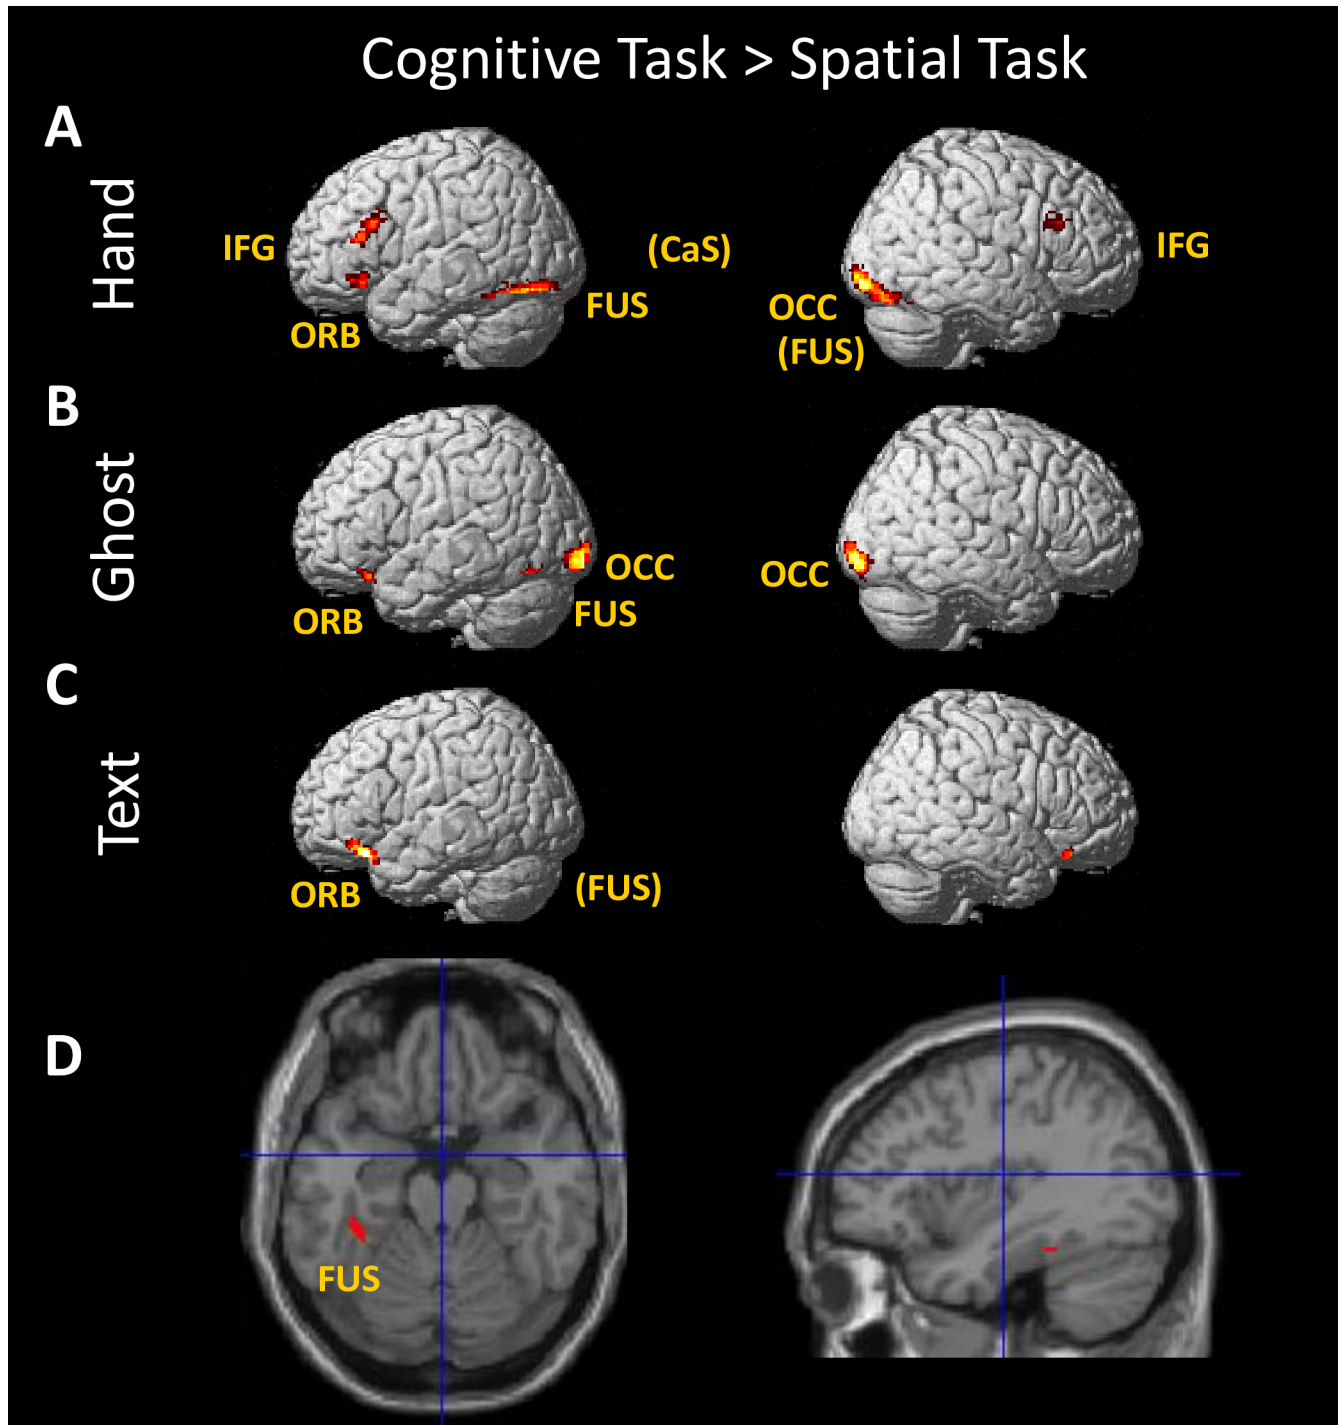 Cognitive Task > Spatial Task
A
Hand
IFG
ORB
(CaS)
FUS
OCC
(FUS)
IFG
B
Ghost
ORB
OCC
FUS
OCC
C
Text
ORB
(FUS)
D
FUS